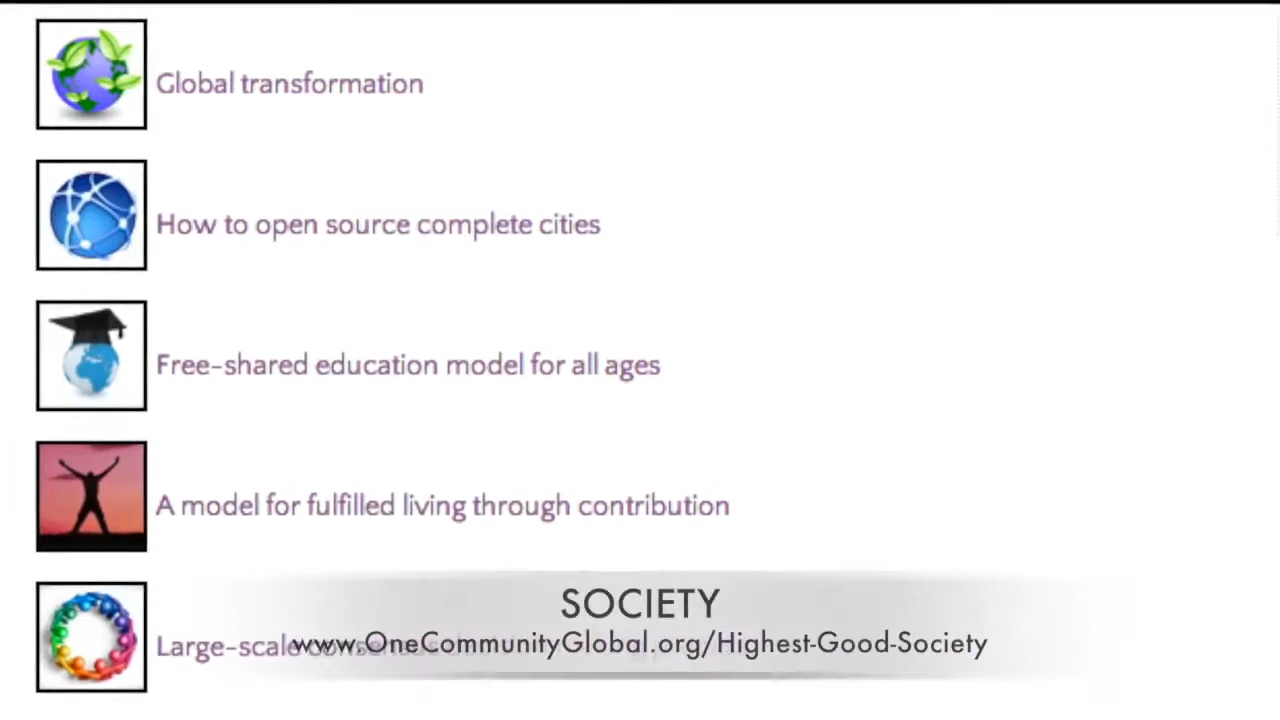 Global transformation
How to open source complete cities
Free-shared education model for all ages
A model for fulfilled living through contribution
SOCIETY
Large-scale
www.OneCommunityGlobal.org/Highest-Good-Society